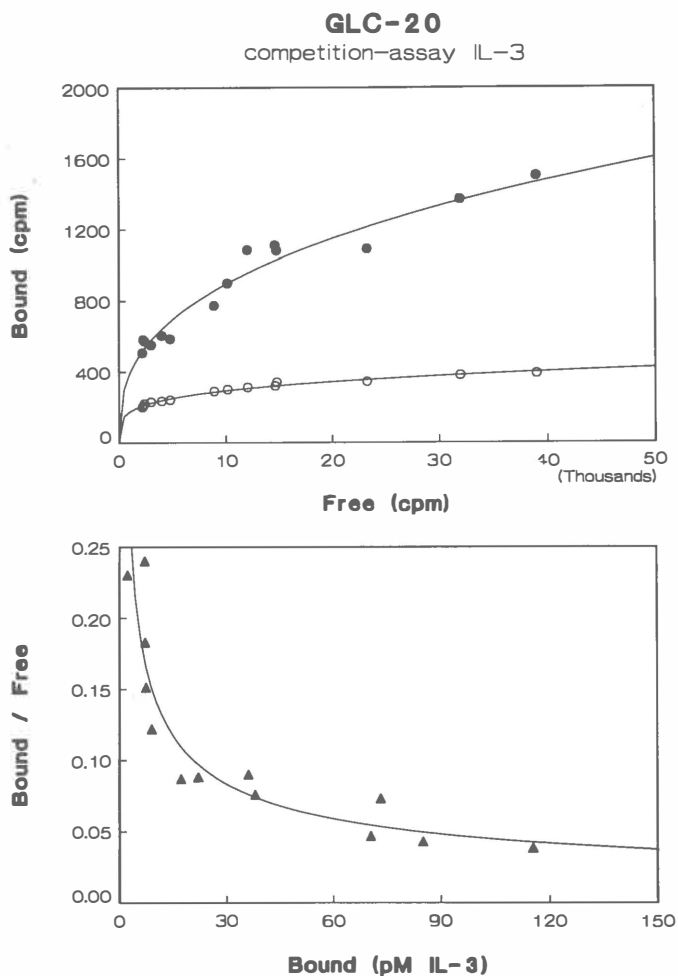 GLC-20
competition-assay IL-3
2000
1600
1200
800
400
0
Bound (cpm)
0 10 20 30 40 50
(Thousands)
Free (cpm)
0.25
0.20
0.15
0.10
0.05
0.00
Bound / Free
0 30 60 90 120 150
Bound (pM IL-3)